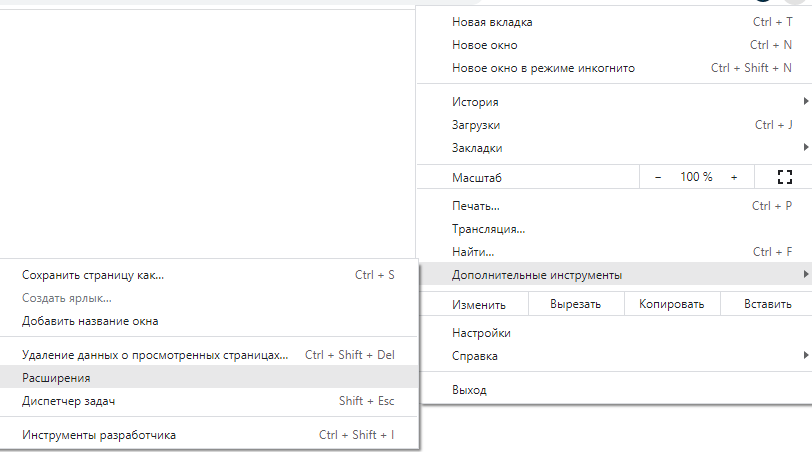 Новая вкладка Ctrl + T
Новое окно Ctrl + N
Новое окно в режиме инкогнито Ctrl + Shift + N
История
Загрузки Ctrl + J
Закладки
Масштаб − 100 % +
Печать... Ctrl + P
Трансляция...
Найти... Ctrl + F
Дополнительные инструменты
Изменить Вырезать Копировать Вставить
Настройки
Справка
Выход
Сохранить страницу как... Ctrl + S
Создать ярлык...
Добавить название окна
Удаление данных о просмотренных страницах... Ctrl + Shift + Del
Расширения
Диспетчер задач Shift + Esc
Инструменты разработчика Ctrl + Shift + I